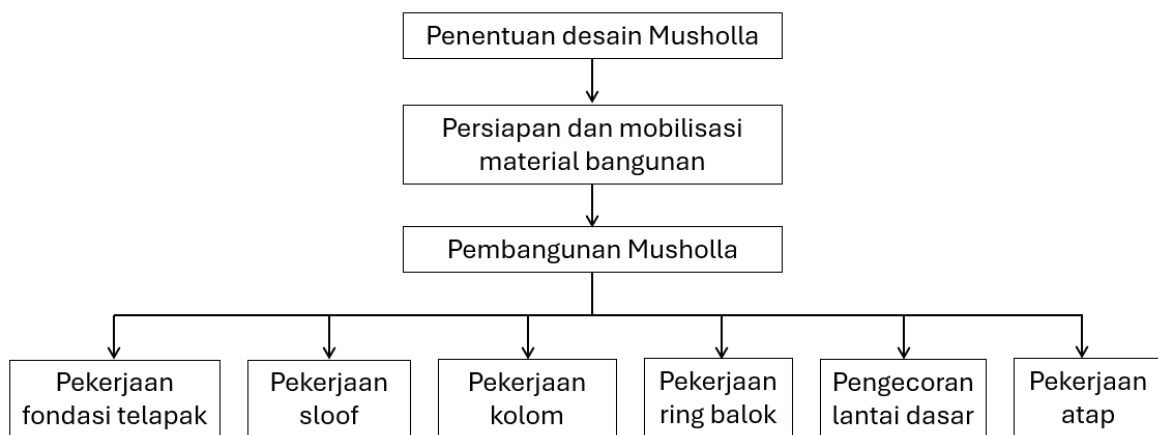 Penentuan desain Musholla
Persiapan dan mobilisasi
material bangunan
Pembangunan Musholla
Pekerjaan
fondasi telapak
Pekerjaan
sloof
Pekerjaan
kolom
Pekerjaan
ring balok
Pengecoran
lantai dasar
Pekerjaan
atap